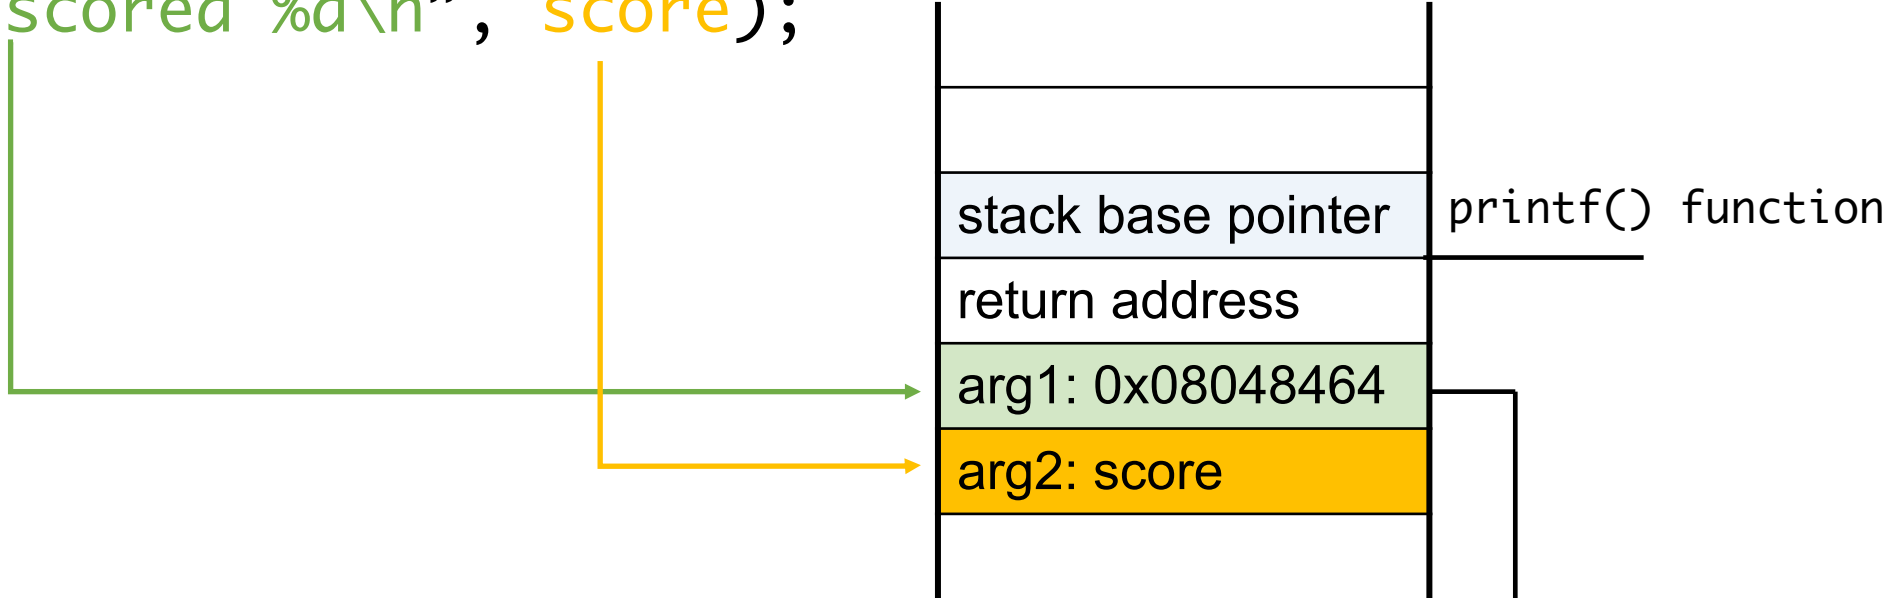 scored %d\n”, score);
stack base pointer
printf() function
return address
arg1: 0x08048464
arg2: score